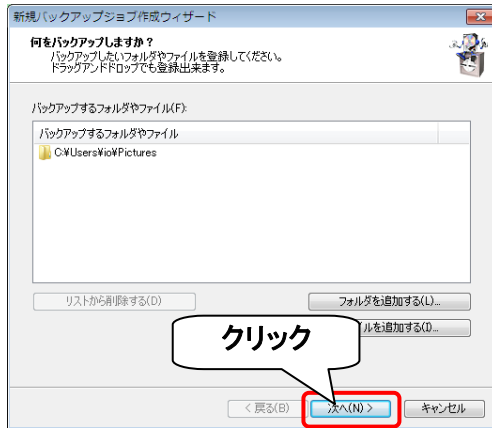 新規バックアップジョブ作成ウィザード
何をバックアップしますか？
バックアップしたいフォルダやファイルを登録してください。
ドラッグアンドドロップでも登録出来ます。
バックアップするフォルダやファイル(F):
バックアップするフォルダやファイル
C:¥Users¥io¥Pictures
リストから削除する(D)
フォルダを追加する(L)...
ルを追加する(I)...
クリック
< 戻る(B)
次へ(N) >
キャンセル